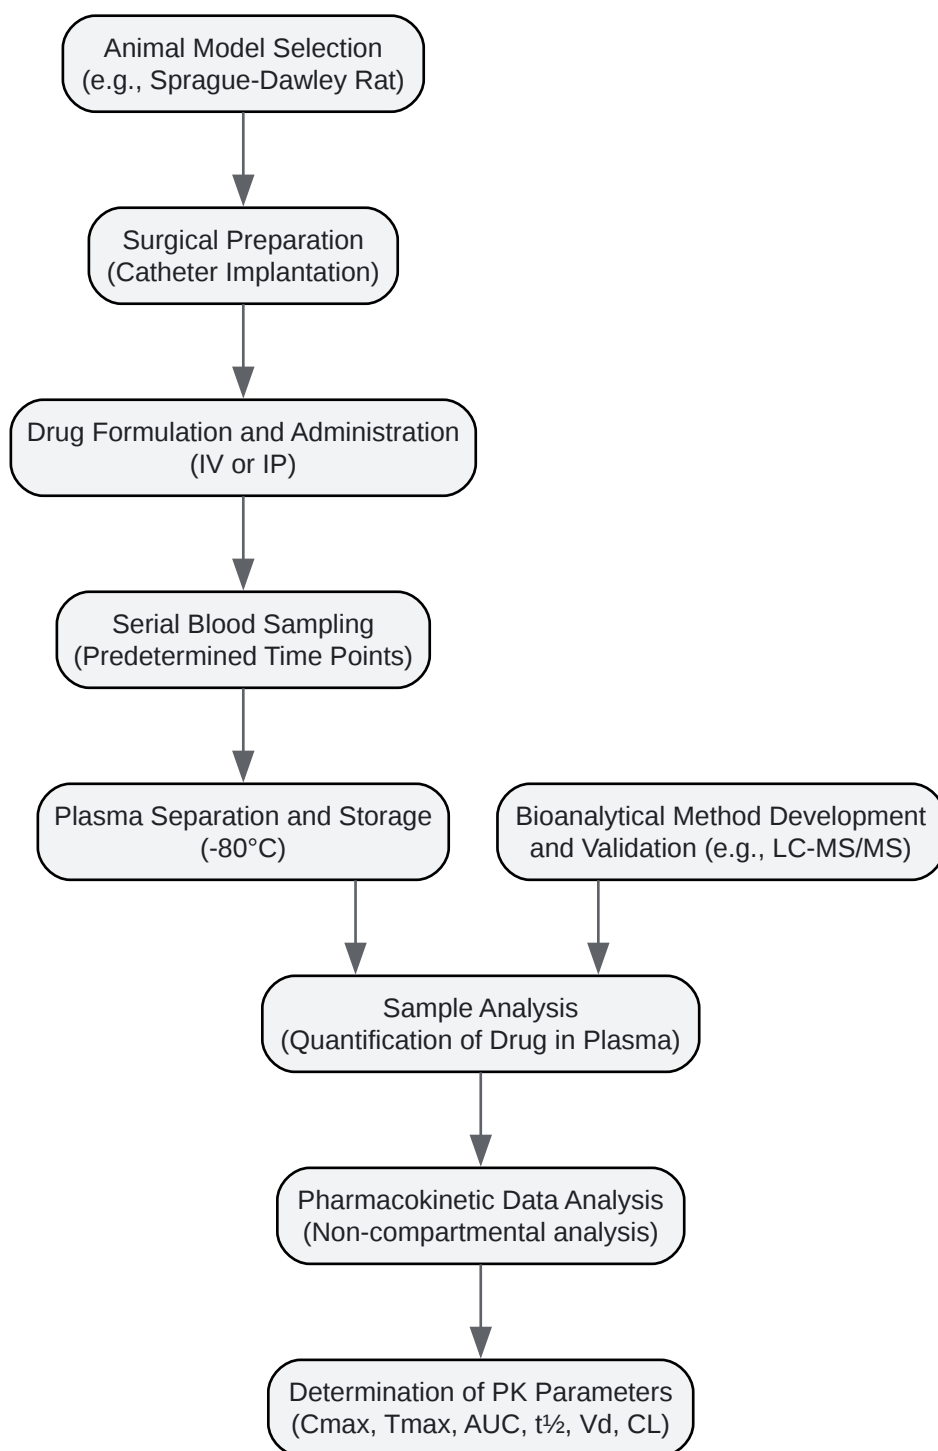 Animal Model Selection
(e.g., Sprague-Dawley Rat)
Surgical Preparation
(Catheter Implantation)
Drug Formulation and Administration
(IV or IP)
Serial Blood Sampling
(Predetermined Time Points)
Plasma Separation and Storage
(-80°C)
Bioanalytical Method Development
and Validation (e.g., LC-MS/MS)
Sample Analysis
(Quantification of Drug in Plasma)
Pharmacokinetic Data Analysis
(Non-compartmental analysis)
Determination of PK Parameters
(Cmax, Tmax, AUC, t½, Vd, CL)